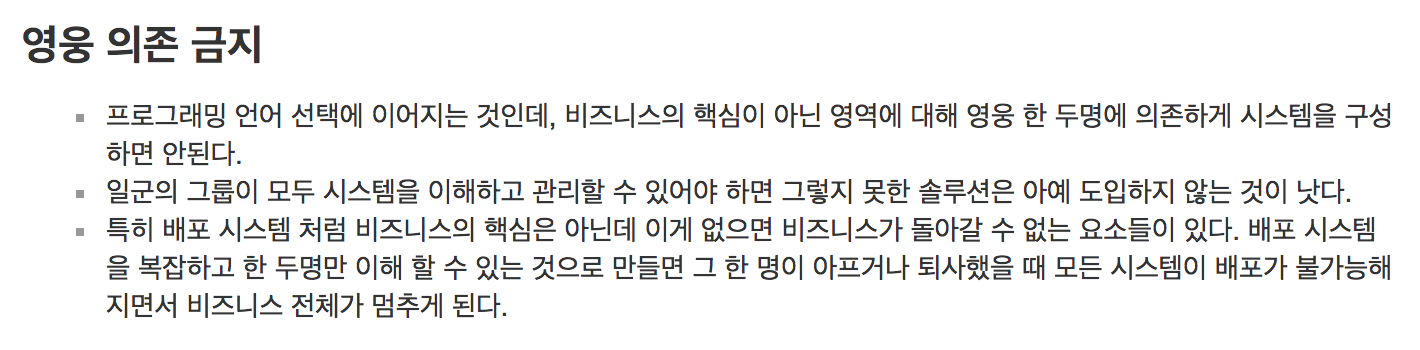 영웅 의존 금지
프로그래밍 언어 선택에 이어지는 것인데, 비즈니스의 핵심이 아닌 영역에 대해 영웅 한 두명에 의존하게 시스템을 구성
하면 안된다.
일군의 그룹이 모두 시스템을 이해하고 관리할 수 있어야 하면 그렇지 못한 솔루션은 아예 도입하지 않는 것이 낫다.
특히 배포 시스템 처럼 비즈니스의 핵심은 아닌데 이게 없으면 비즈니스가 돌아갈 수 없는 요소들이 있다. 배포 시스템
을 복잡하고 한 두명만 이해 할 수 있는 것으로 만들면 그 한 명이 아프거나 퇴사했을 때 모든 시스템이 배포가 불가능해
지면서 비즈니스 전체가 멈추게 된다.